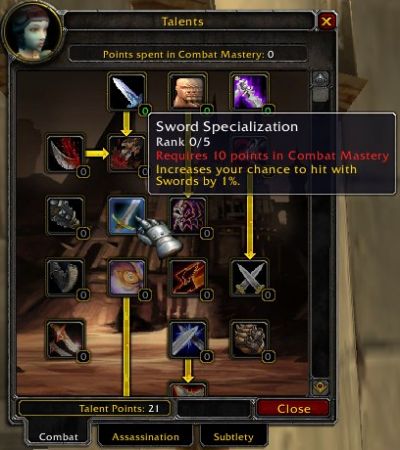 Talents
Points spent in Combat Mastery: 0
0
0
0
Sword Specialization
Rank 0/5
Requires 10 points in Combat Mastery
Increases your chance to hit with
Swords by 1%.
0
0
0
0
0
0
0
0
0
0
0
0
Talent Points: 21
Close
Combat
Assassination
Subtlety